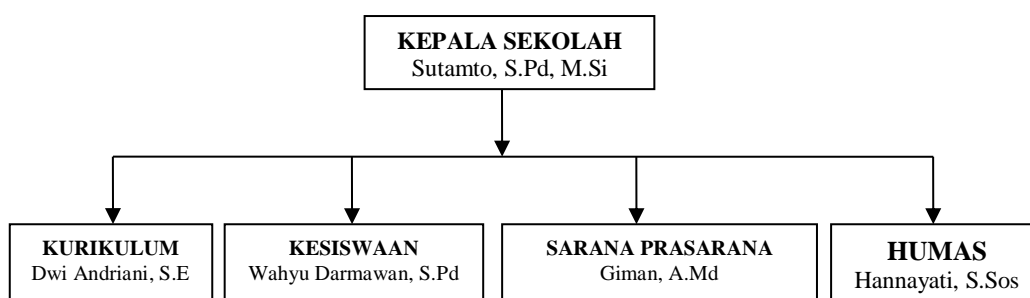 KEPALA SEKOLAH
Sutamto, S.Pd, M.Si
KURIKULUM
Dwi Andriani, S.E
KESISWAAN
Wahyu Darmawan, S.Pd
SARANA PRASARANA
Giman, A.Md
HUMAS
Hannayati, S.Sos